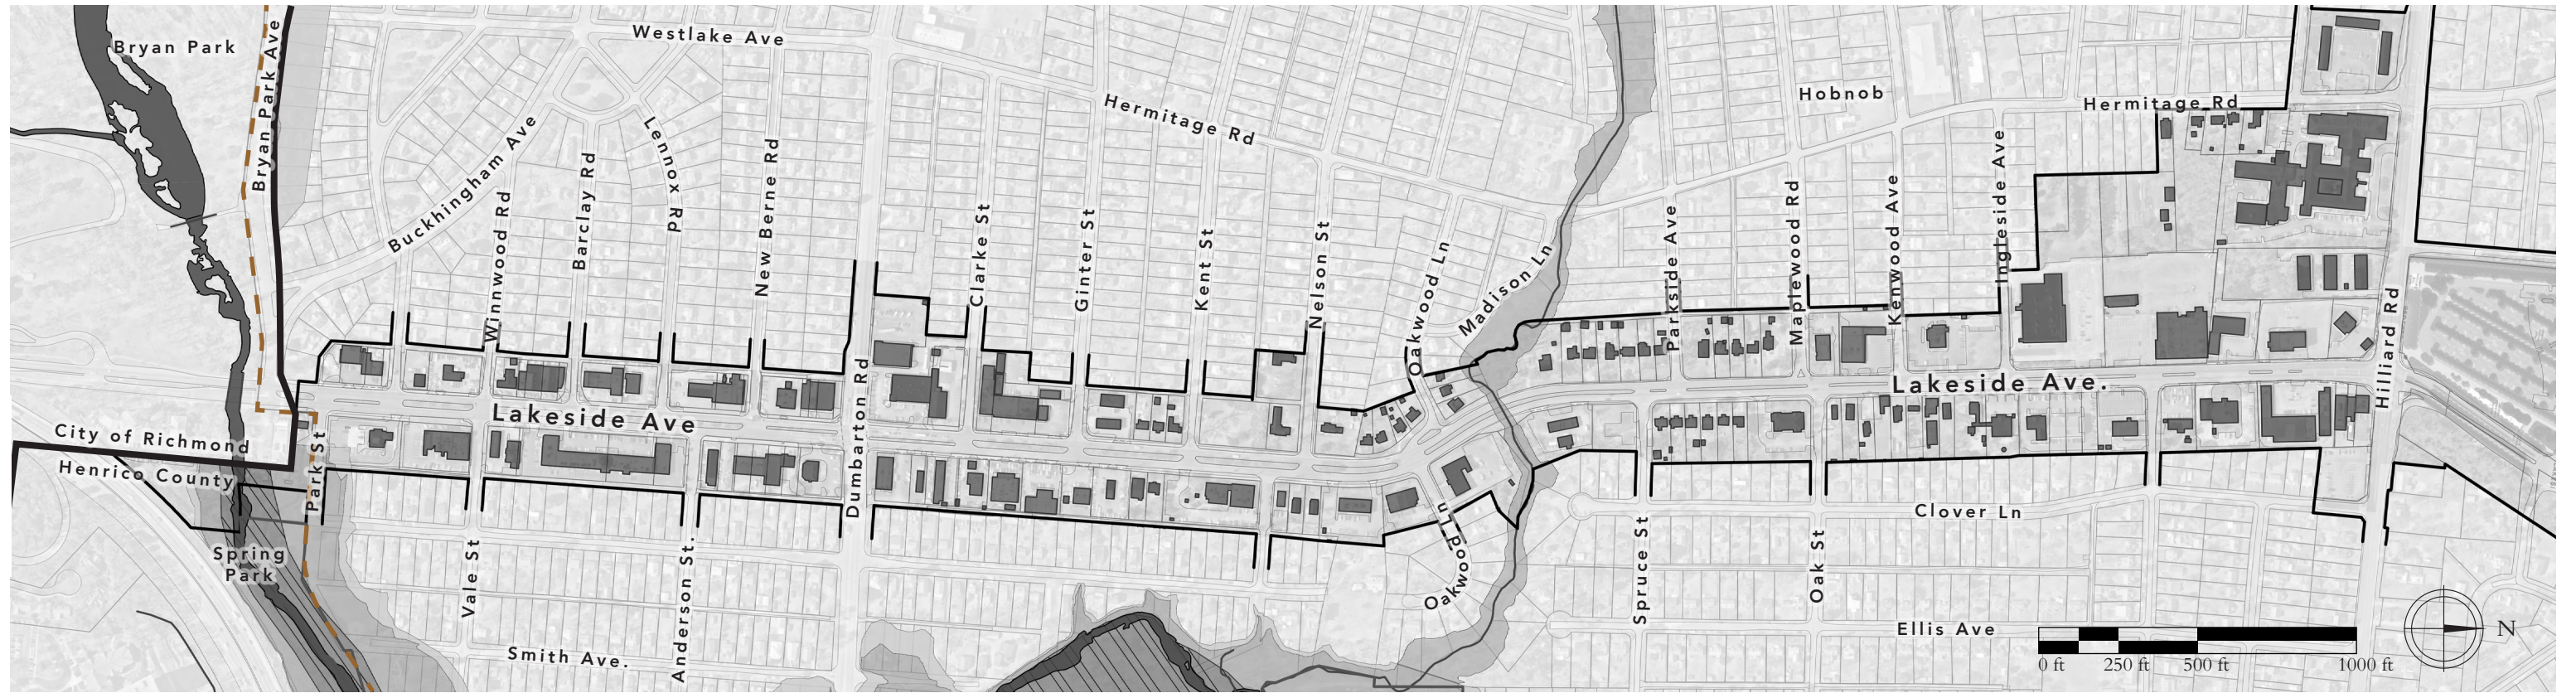 Bryan Park
Bryan Park Ave
Westlake Ave
Buckhingham Ave
Winnwood Rd
Barclay Rd
Lennox Rd
New Berne Rd
Hermitage Rd
Clarke St
Ginter St
Kent St
Nelson St
Oakwood Ln
Madison Ln
Hobnob
Hermitage Rd
Parkside Ave
Maplewood Rd
Kenwood Ave
Ingleside Ave
Hilliard Rd
Lakeside Ave
Lakeside Ave.
City of Richmond
Henrico County
Park St
Dumbarton Rd
Spring
Park
Vale St
Anderson St.
Smith Ave.
Oakwood Ln
Spruce St
Oak St
Clover Ln
Ellis Ave
N
0 ft 250 ft 500 ft 1000 ft